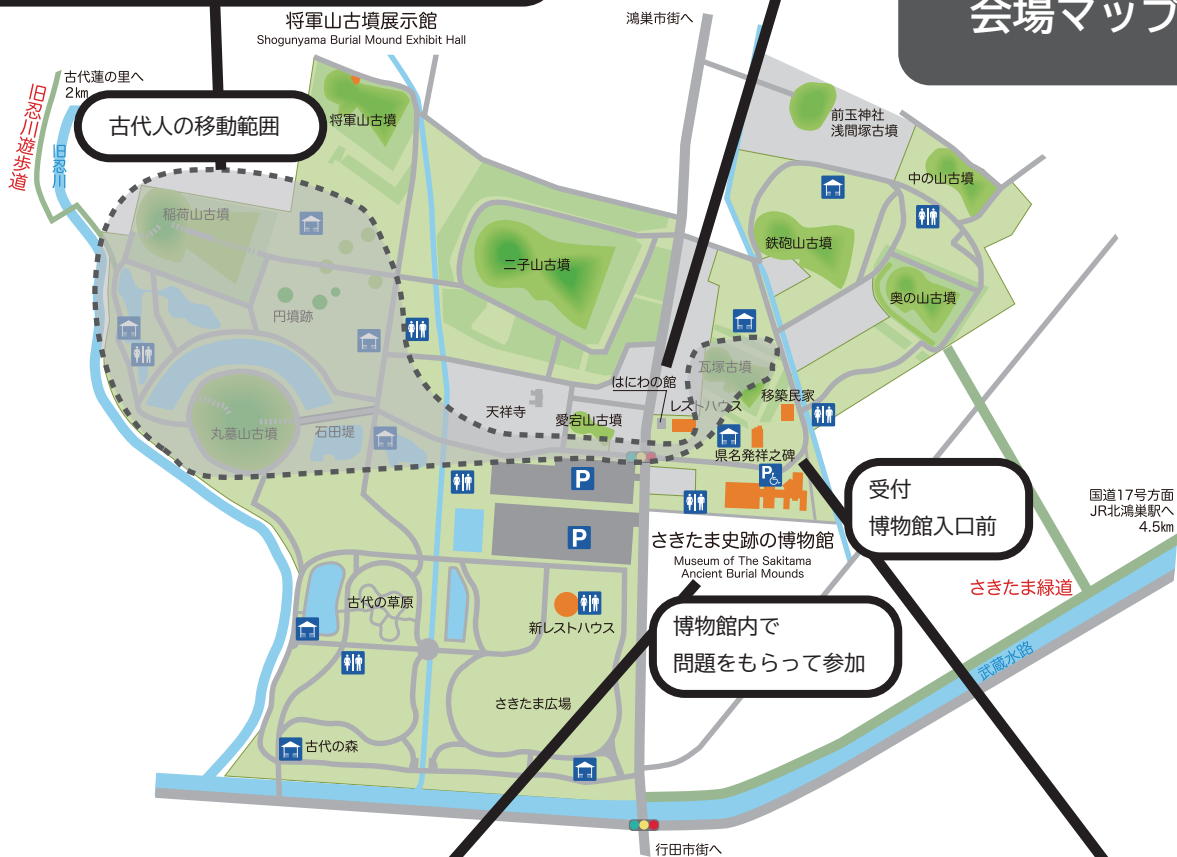 会場マップ
将軍山古墳展示館
Shogunyama Burial Mound Exhibit Hall
鴻巣市街へ
古代蓮の里へ
2km
旧忍川遊歩道
旧忍川
古代人の移動範囲
将軍山古墳
前玉神社
浅間塚古墳
中の山古墳
稲荷山古墳
鉄砲山古墳
二子山古墳
奥の山古墳
円墳跡
瓦塚古墳
はにわの館
移築民家
レストハウス
天祥寺
愛宕山古墳
丸墓山古墳
石田堤
県名発祥之碑
P
P
P
受付
博物館入口前
国道17号方面
JR北鴻巣駅へ
4.5km
さきたま史跡の博物館
Museum of The Sakitama
Ancient Burial Mounds
さきたま緑道
古代の草原
新レストハウス
博物館内で
問題をもらって参加
武蔵水路
さきたま広場
古代の森
行田市街へ